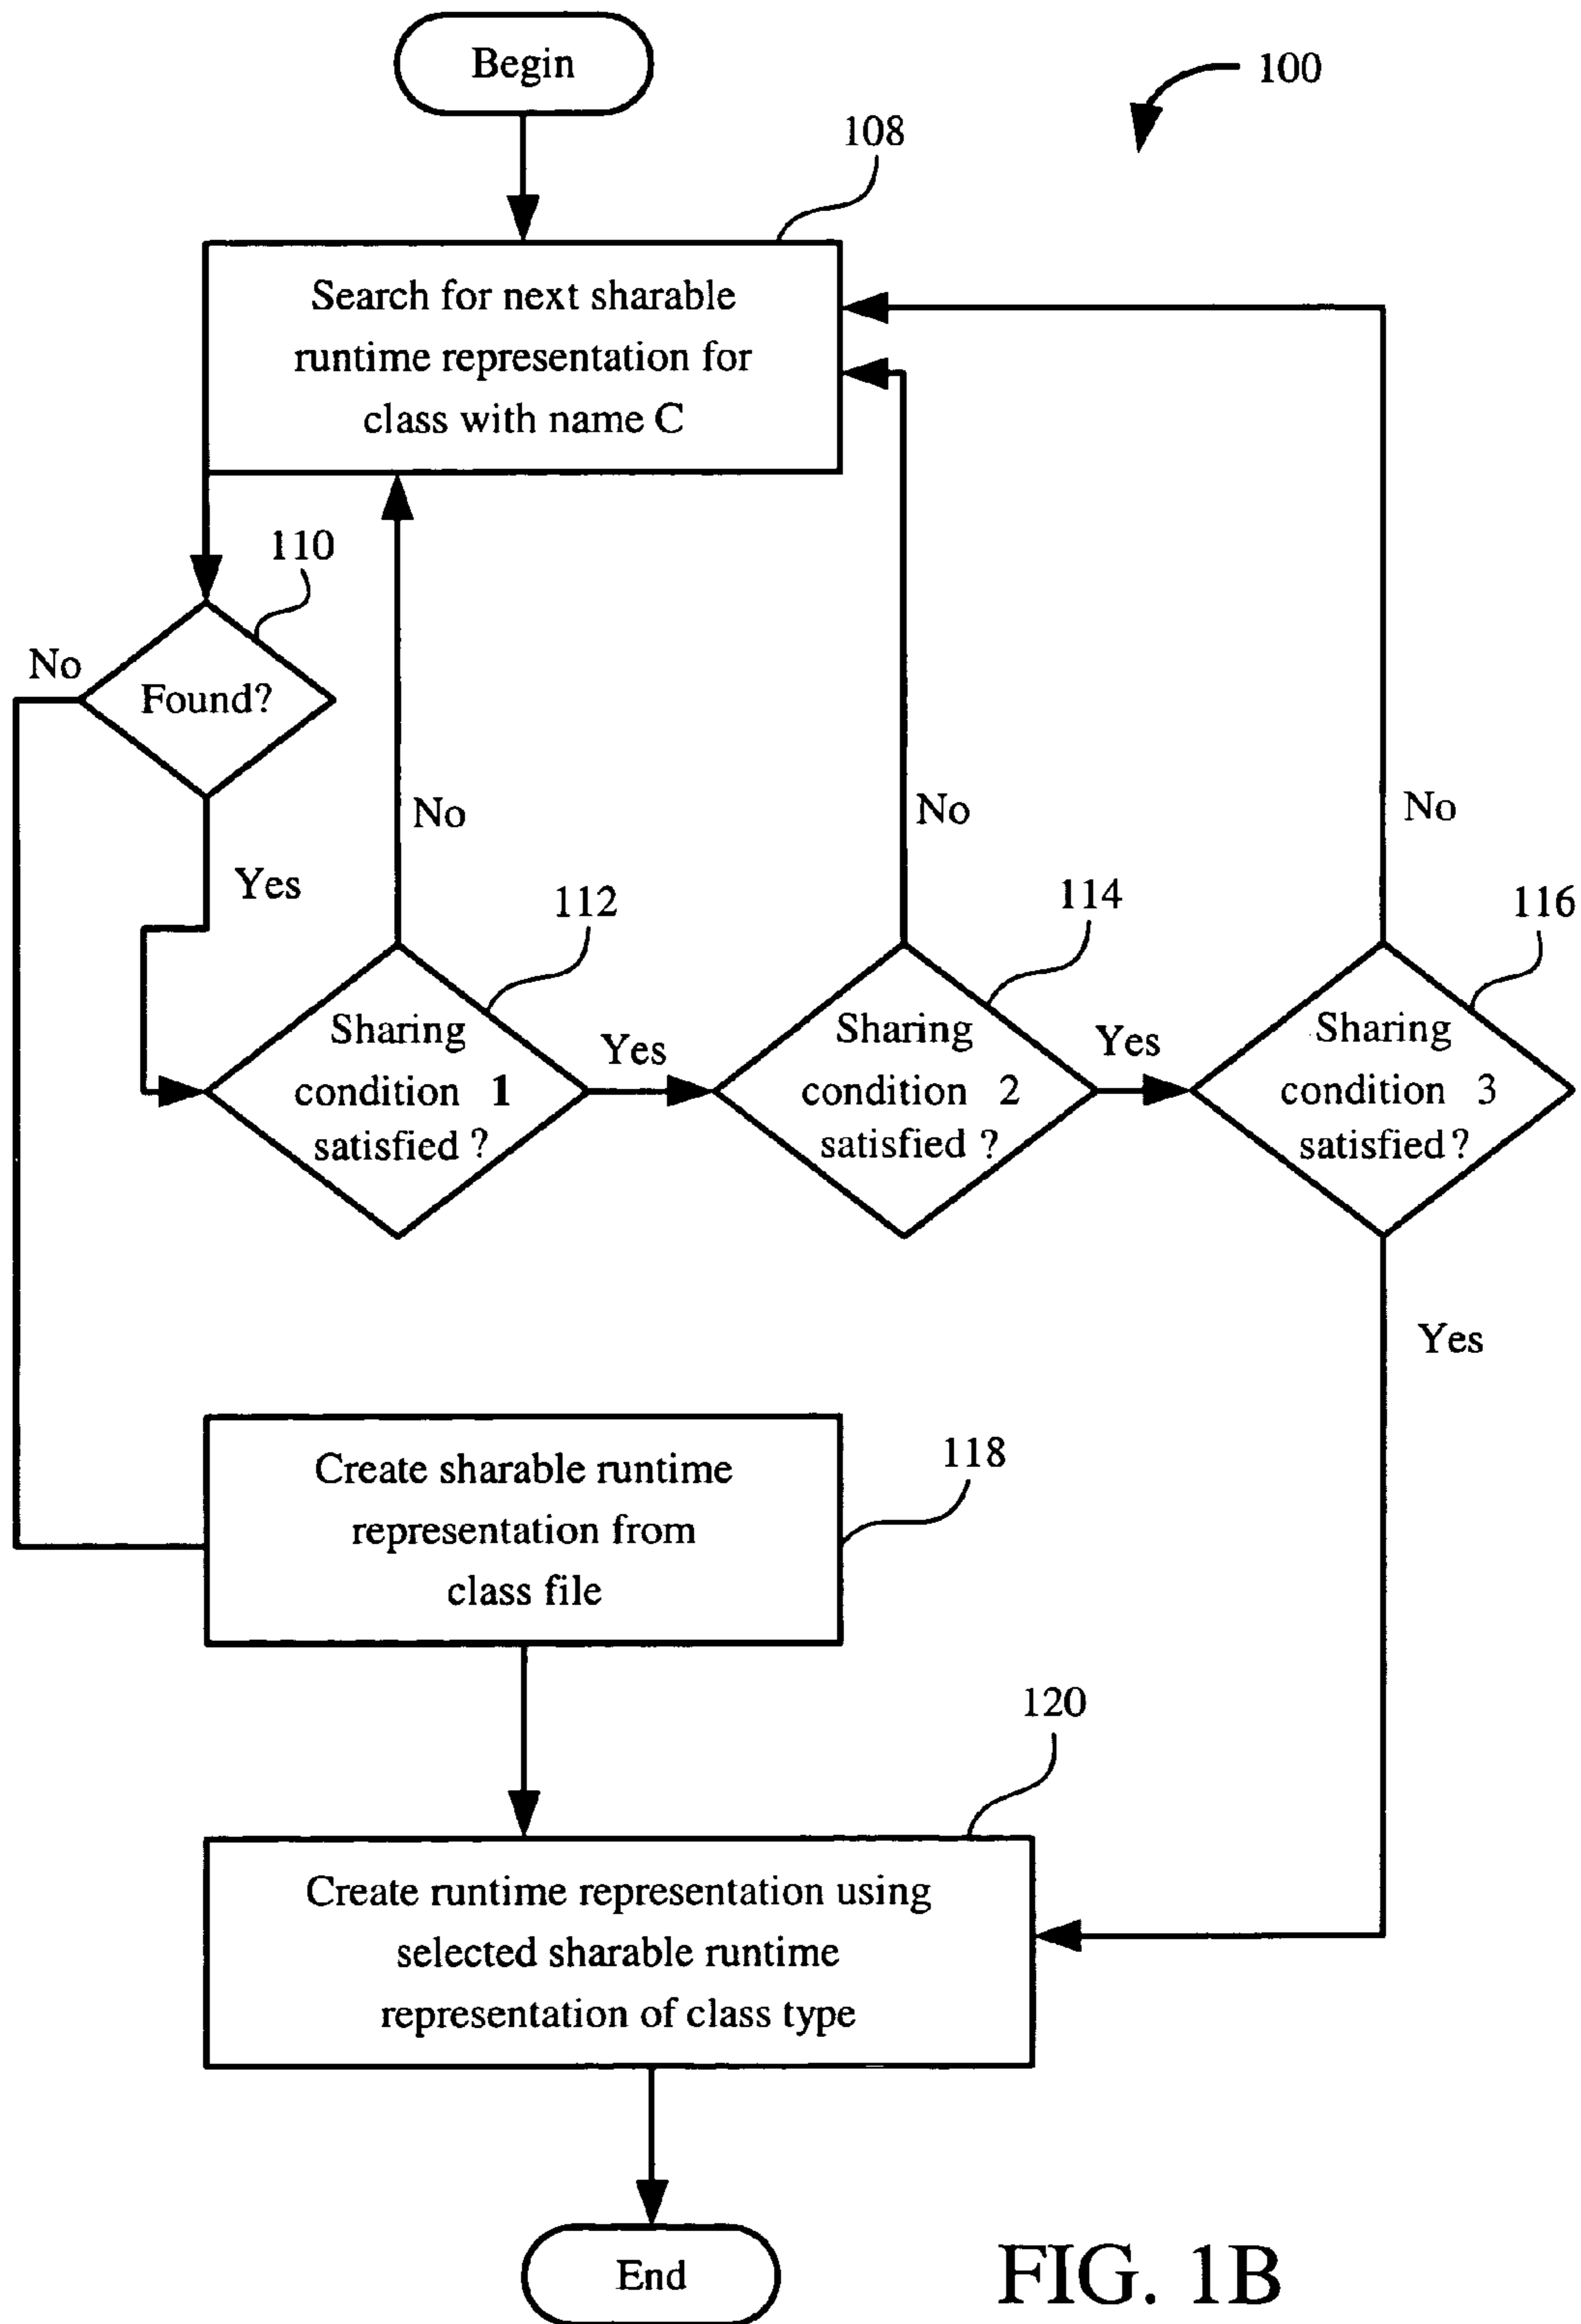 Begin
100
108
Search for next sharable
runtime representation for
class with name C
110
No
Found?
No
No
No
Yes
112
114
116
Sharing
condition 1
satisfied ?
Yes
Sharing
condition 2
satisfied ?
Yes
Sharing
condition 3
satisfied ?
Yes
Create sharable runtime
representation from
class file
118
120
Create runtime representation using
selected sharable runtime
representation of class type
End
FIG. 1B